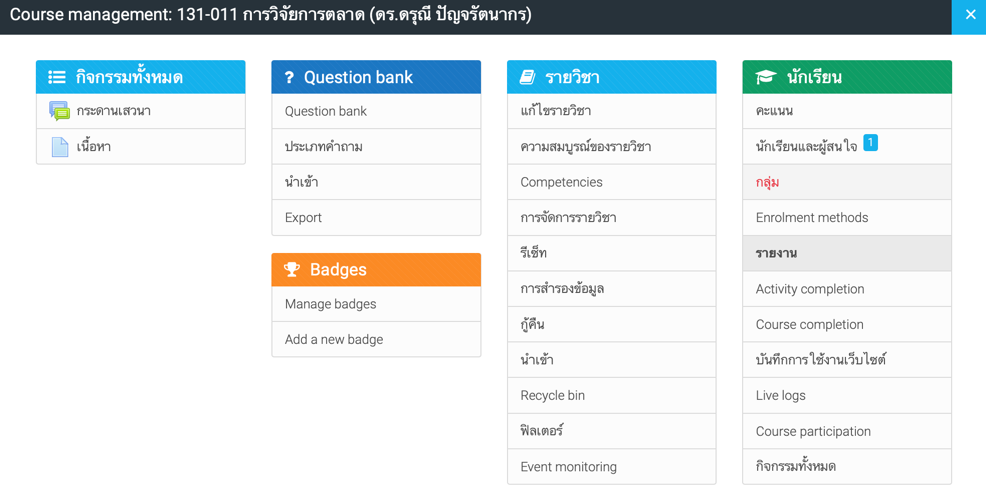 Course management: 131-011 การวิจัยการตลาด (ดร.ดรุณี ปัญจรัตนากร)
กิจกรรมทั้งหมด
กระดานเสวนา
เนื้อหา
? Question bank
Question bank
ประเภทคำถาม
นำเข้า
Export
Badges
Manage badges
Add a new badge
รายวิชา
แก้ไขรายวิชา
ความสมบูรณ์ของรายวิชา
Competencies
การจัดการรายวิชา
รีเซ็ท
การสำรองข้อมูล
กู้คืน
นำเข้า
Recycle bin
ฟิลเตอร์
Event monitoring
นักเรียน
คะแนน
นักเรียนและผู้สนใจ 1
กลุ่ม
Enrolment methods
รายงาน
Activity completion
Course completion
บันทึกการใช้งานเว็บไซต์
Live logs
Course participation
กิจกรรมทั้งหมด